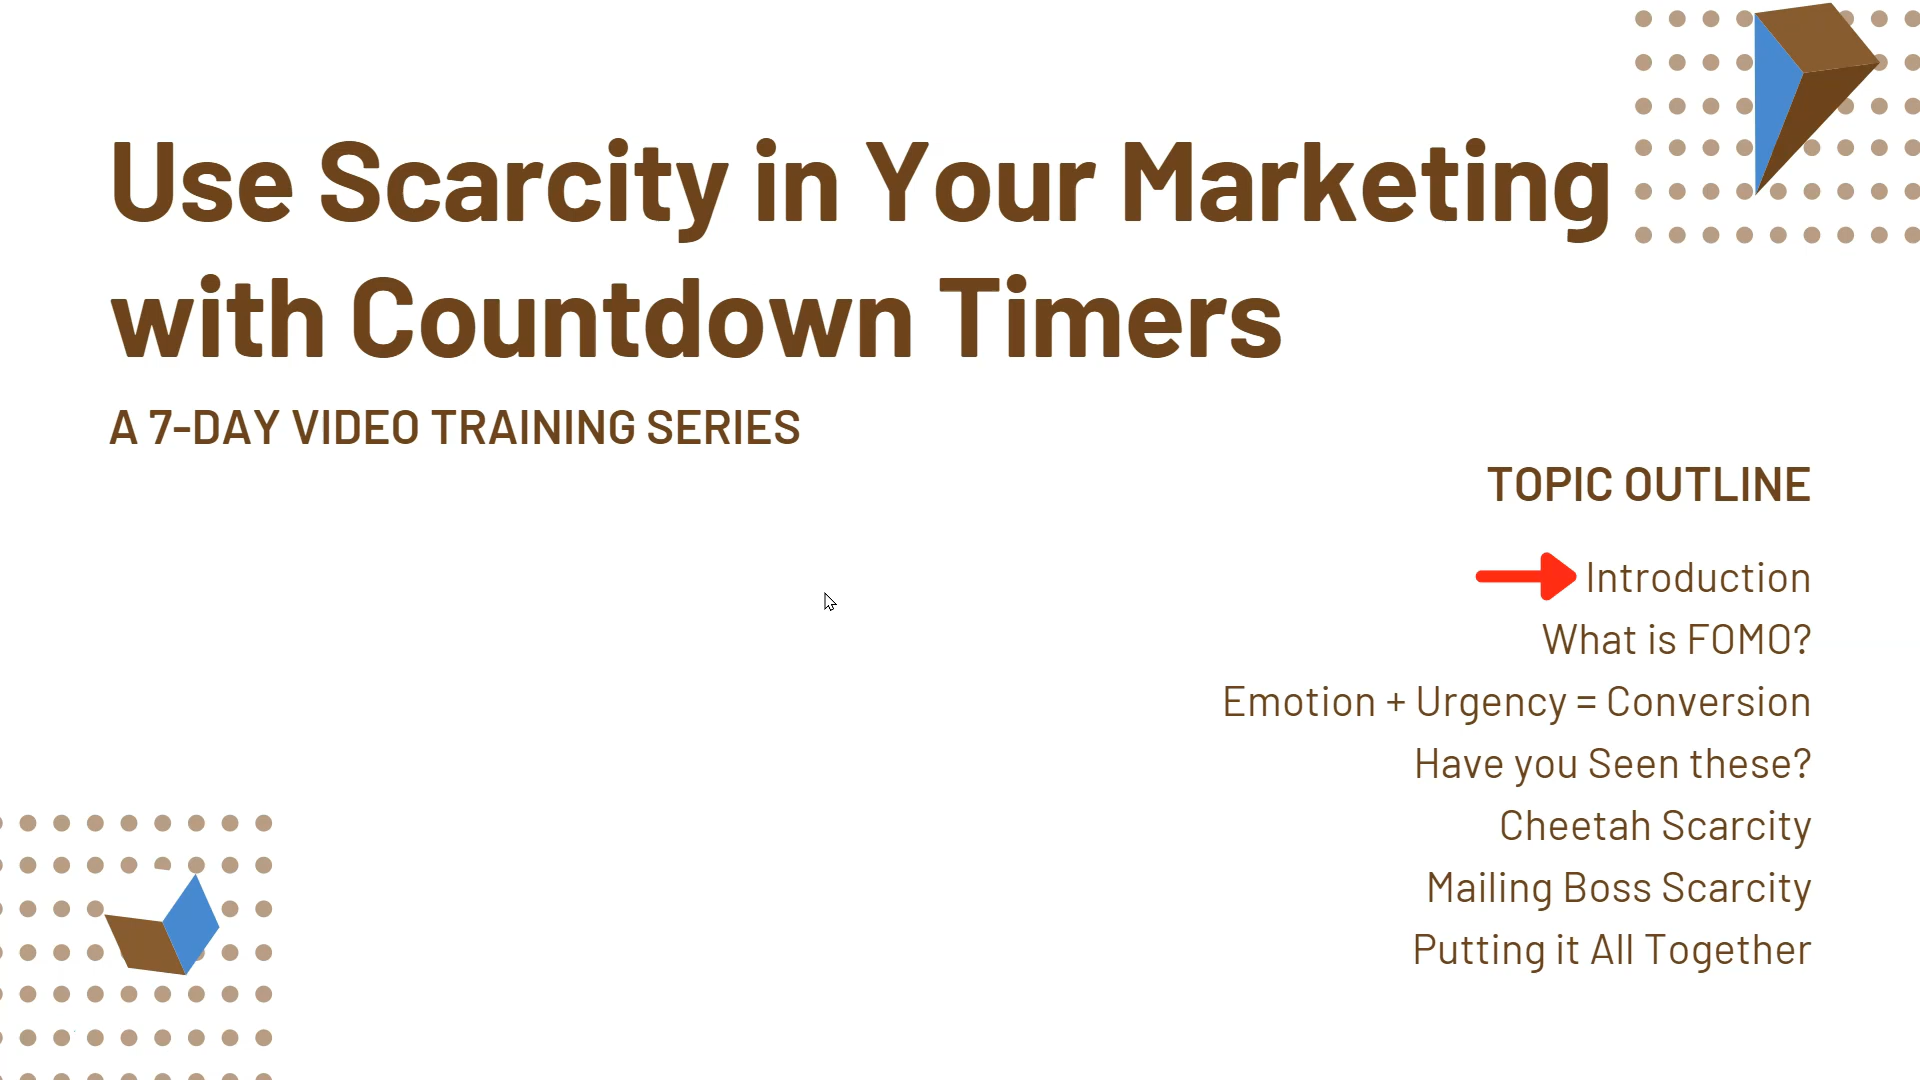 Use Scarcity in Your Marketing
with Countdown Timers
A 7-DAY VIDEO TRAINING SERIES
TOPIC OUTLINE
Introduction
What is FOMO?
Emotion + Urgency = Conversion
Have you Seen these?
Cheetah Scarcity
Mailing Boss Scarcity
Putting it All Together